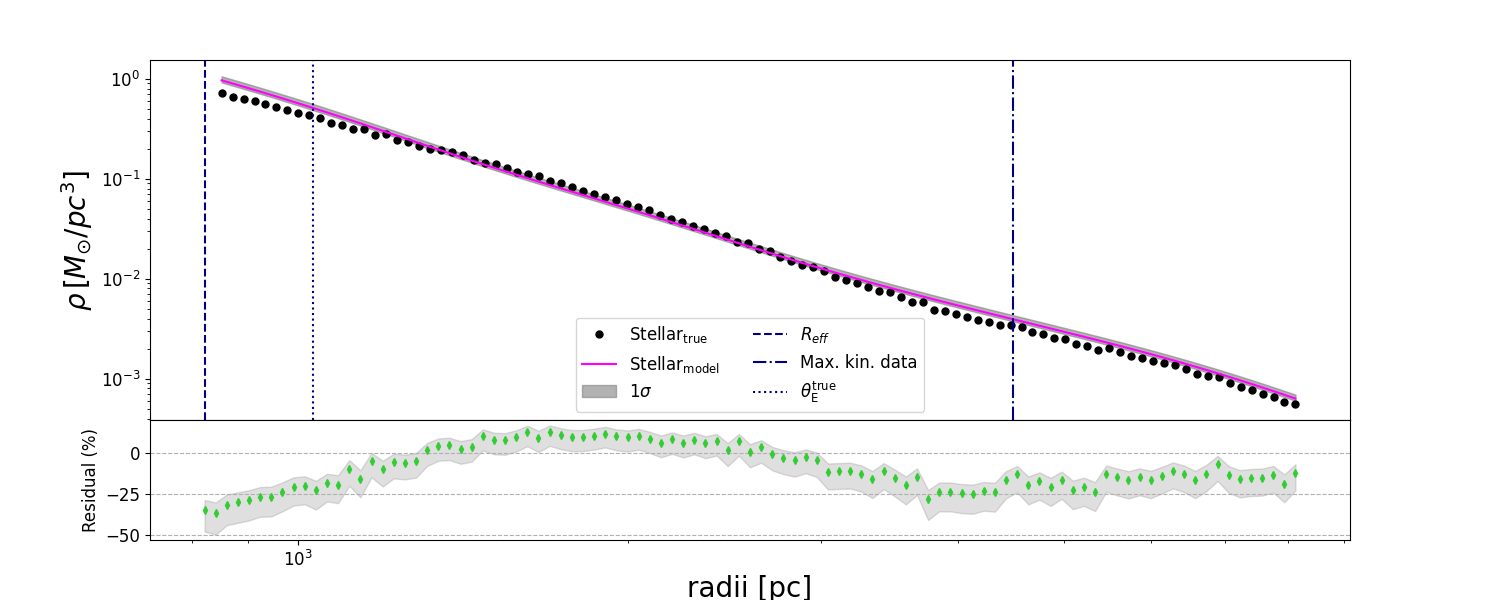 10⁰
10⁻¹
10⁻²
10⁻³
ρ [M⊙/pc³]
Stellar_true
Stellar_model
1σ
R_eff
Max. kin. data
θ_E^true
0
−25
−50
Residual (%)
10³
radii [pc]